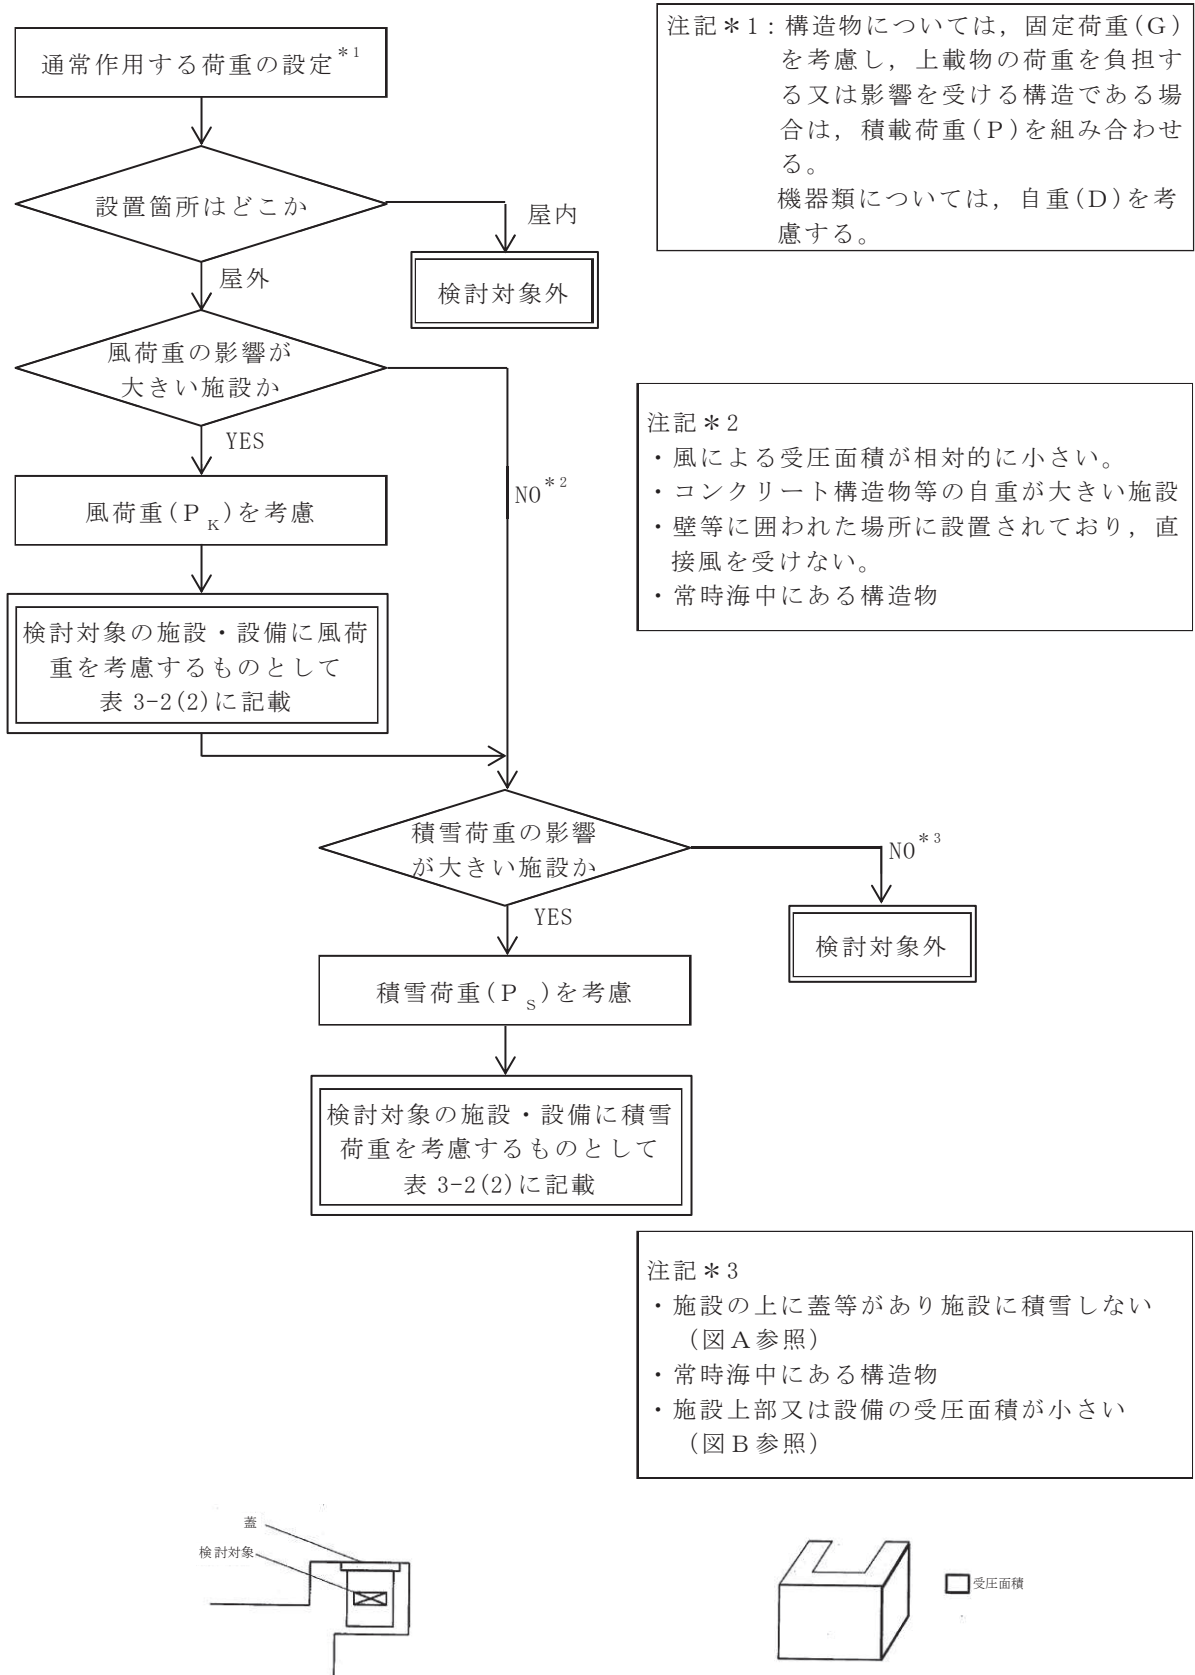 通常作用する荷重の設定*1
注記*1:構造物については,固定荷重(G)
を考慮し,上載物の荷重を負担す
る又は影響を受ける構造である場
合は,積載荷重(P)を組み合わせ
る。
機器類については,自重(D)を考
慮する。
設置箇所はどこか
屋内
検討対象外
屋外
風荷重の影響が
大きい施設か
YES
NO*2
風荷重(PK)を考慮
注記*2
・風による受圧面積が相対的に小さい。
・コンクリート構造物等の自重が大きい施設
・壁等に囲われた場所に設置されており,直
接風を受けない。
・常時海中にある構造物
検討対象の施設・設備に風荷
重を考慮するものとして
表 3-2(2)に記載
積雪荷重の影響
が大きい施設か
NO*3
検討対象外
YES
積雪荷重(PS)を考慮
検討対象の施設・設備に積雪
荷重を考慮するものとして
表 3-2(2)に記載
注記*3
・施設の上に蓋等があり施設に積雪しない
(図A参照)
・常時海中にある構造物
・施設上部又は設備の受圧面積が小さい
(図B参照)
蓋
検討対象
受圧面積